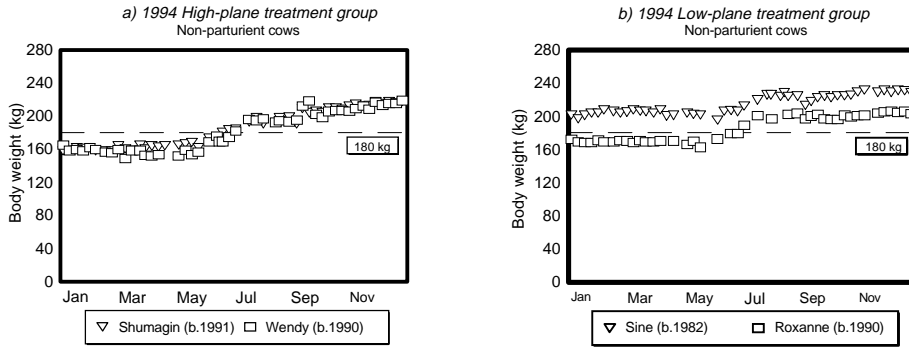 a) 1994 High-plane treatment group
Non-parturient cows
Body weight (kg)
280
240
200
160
120
80
40
0
180 kg
Jan Mar May Jul Sep Nov
Shumagin (b.1991) Wendy (b.1990)
b) 1994 Low-plane treatment group
Non-parturient cows
Body weight (kg)
280
240
200
160
120
80
40
0
180 kg
Jan Mar May Jul Sep Nov
Sine (b.1982) Roxanne (b.1990)